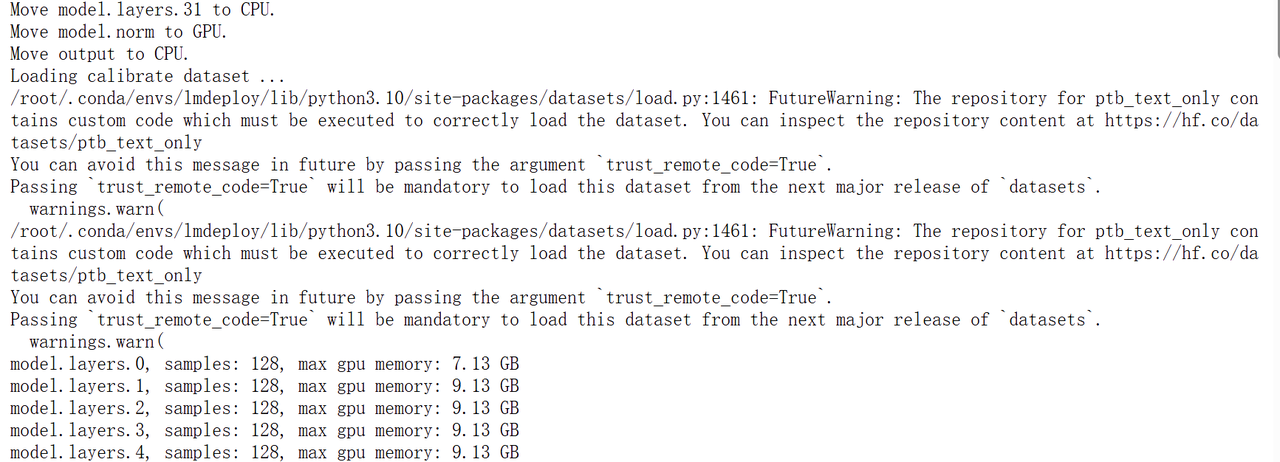 Move model.layers.31 to CPU.
Move model.norm to GPU.
Move output to CPU.
Loading calibrate dataset ...
/root/.conda/envs/lmdeploy/lib/python3.10/site-packages/datasets/load.py:1461: FutureWarning: The repository for ptb_text_only con
tains custom code which must be executed to correctly load the dataset. You can inspect the repository content at https://hf.co/da
tasets/ptb_text_only
You can avoid this message in future by passing the argument `trust_remote_code=True`.
Passing `trust_remote_code=True` will be mandatory to load this dataset from the next major release of `datasets`.
  warnings.warn(
/root/.conda/envs/lmdeploy/lib/python3.10/site-packages/datasets/load.py:1461: FutureWarning: The repository for ptb_text_only con
tains custom code which must be executed to correctly load the dataset. You can inspect the repository content at https://hf.co/da
tasets/ptb_text_only
You can avoid this message in future by passing the argument `trust_remote_code=True`.
Passing `trust_remote_code=True` will be mandatory to load this dataset from the next major release of `datasets`.
  warnings.warn(
model.layers.0, samples: 128, max gpu memory: 7.13 GB
model.layers.1, samples: 128, max gpu memory: 9.13 GB
model.layers.2, samples: 128, max gpu memory: 9.13 GB
model.layers.3, samples: 128, max gpu memory: 9.13 GB
model.layers.4, samples: 128, max gpu memory: 9.13 GB